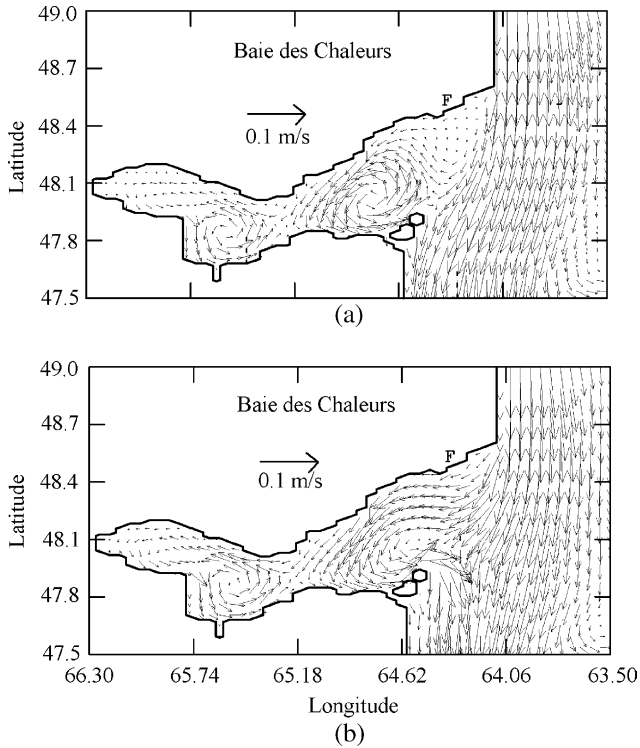 49.0
Baie des Chaleurs
48.7
F
48.4
0.1 m/s
Latitude
48.1
47.8
47.5
(a)
49.0
48.7
Baie des Chaleurs
F
48.4
0.1 m/s
Latitude
48.1
47.8
47.5
66.30 65.74 65.18 64.62 64.06 63.50
Longitude
(b)